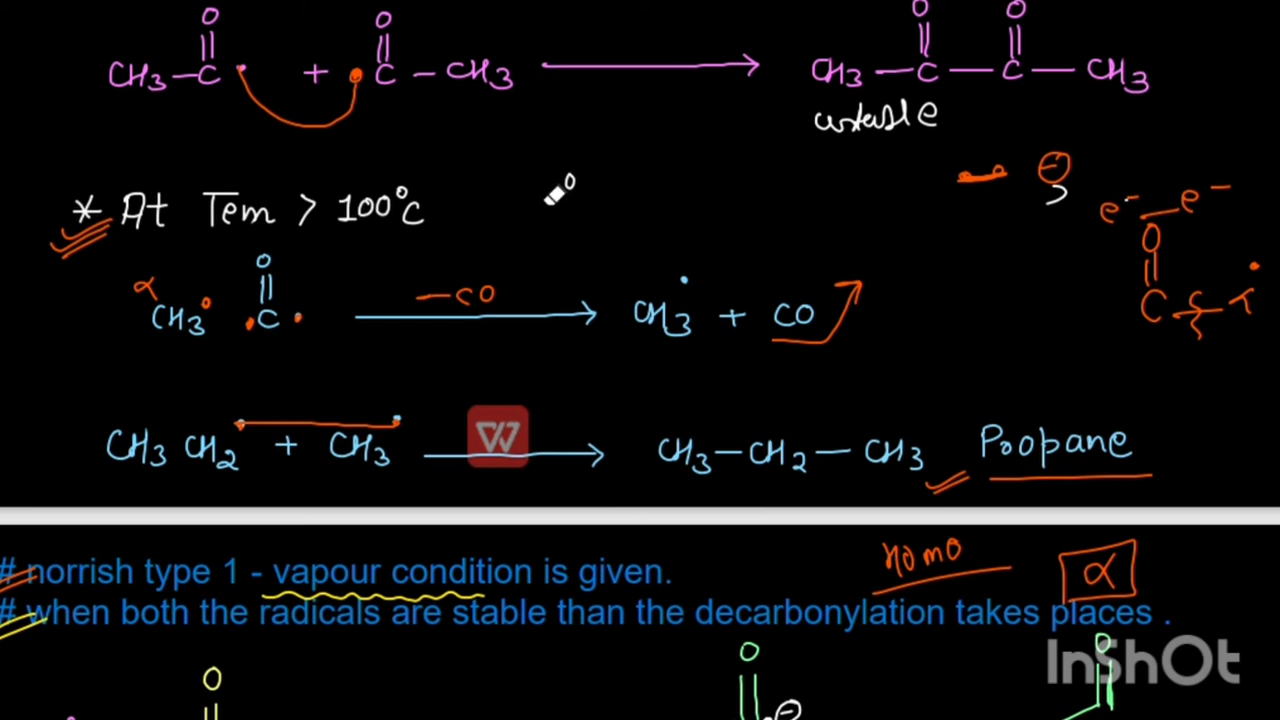 O O O O
CH3—C• + •C—CH3 → CH3—C—C—CH3
* At Tem > 100°C
e⁻ e⁻
α O O
CH3• •C• —CO → CH3• + CO C
CH3 CH2• + CH3• → CH3—CH2—CH3 Propane
# norrish type 1 - vapour condition is given. Homo α
# when both the radicals are stable than the decarbonylation takes places .
O O O
InShOt